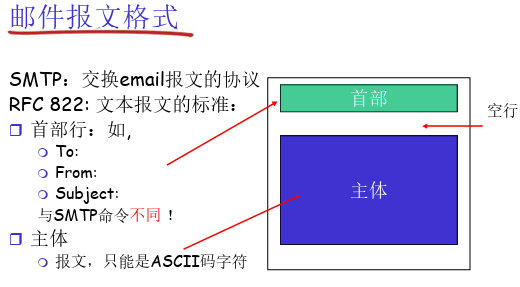 邮件报文格式
SMTP：交换email报文的协议
RFC 822: 文本报文的标准：
首部行：如,
To:
From:
Subject:
与SMTP命令不同！
主体
报文，只能是ASCII码字符
首部
空行
主体